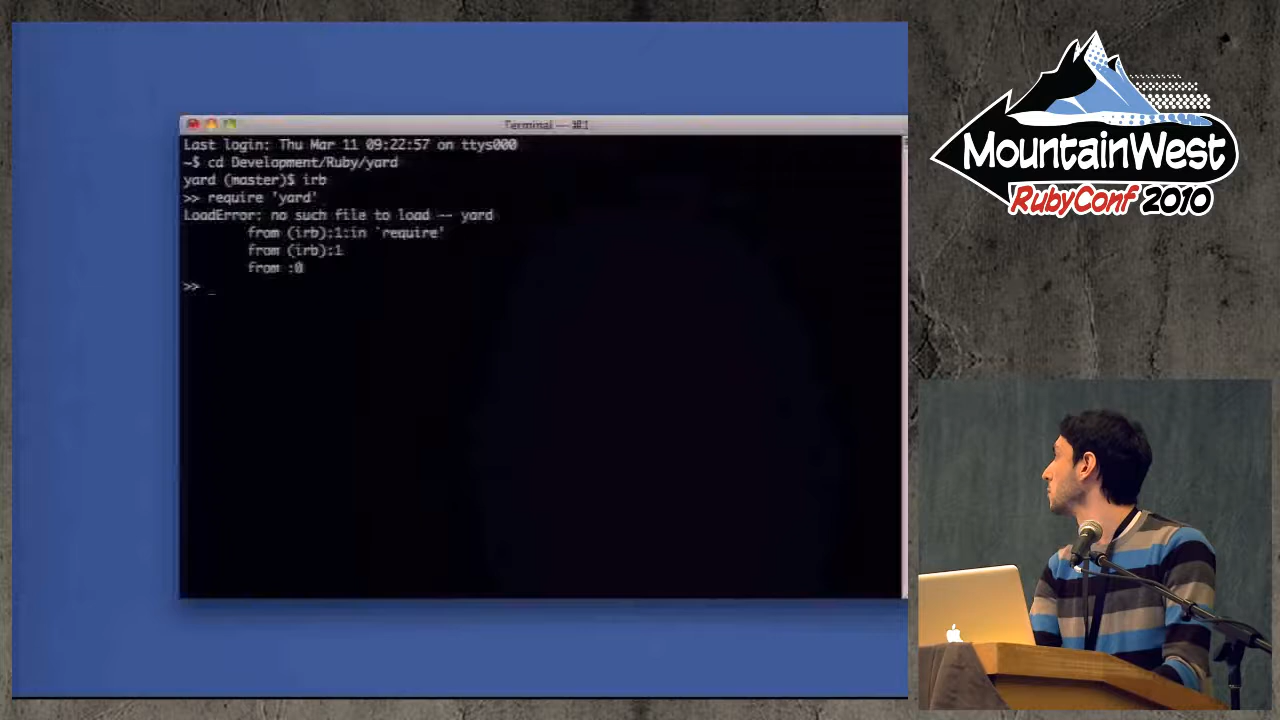 Terminal — ⌘1
Last login: Thu Mar 11 09:22:57 on ttys000
~$ cd Development/Ruby/yard
yard (master)$ irb
>> require 'yard'
LoadError: no such file to load -- yard
from (irb):1:in `require'
from (irb):1
from :0
>> _
MountainWest
RubyConf 2010